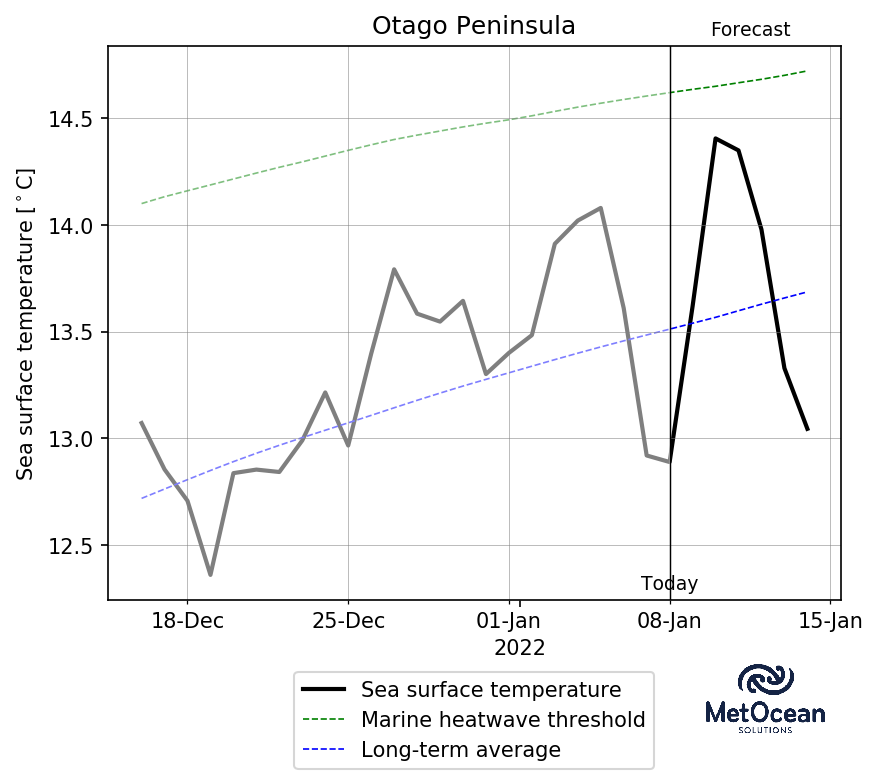 Otago Peninsula
Forecast
Sea surface temperature [°C]
14.5
14.0
13.5
13.0
12.5
Today
18-Dec 25-Dec 01-Jan 08-Jan 15-Jan
2022
Sea surface temperature
Marine heatwave threshold
Long-term average
MetOcean
SOLUTIONS